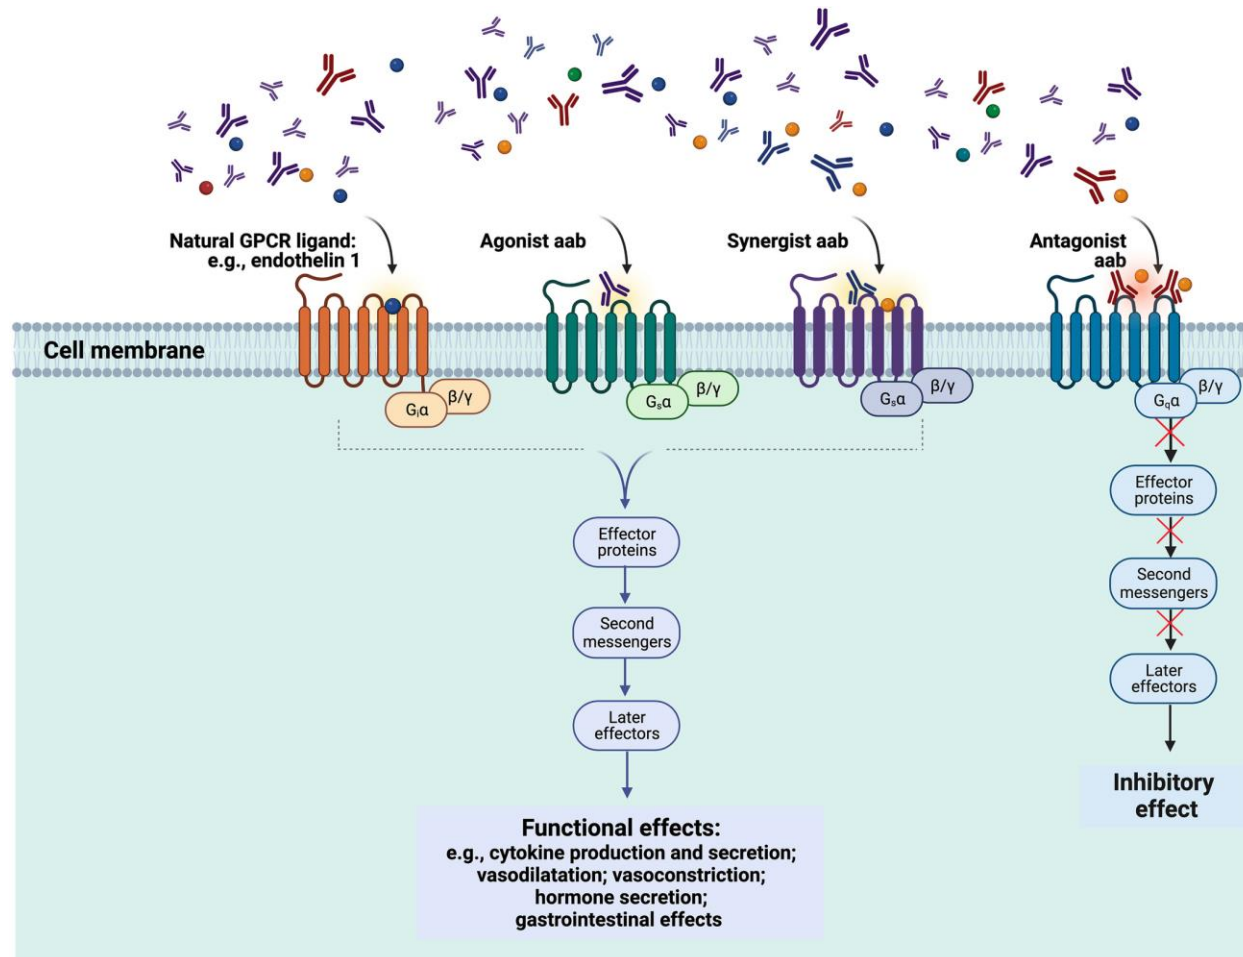 Natural GPCR ligand:
e.g., endothelin 1
Agonist aab
Synergist aab
Antagonist
aab
Cell membrane
Gᵢα
β/γ
Gₛα
β/γ
Gₛα
β/γ
G_qα
β/γ
Effector
proteins
Second
messengers
Later
effectors
Functional effects:
e.g., cytokine production and secretion;
vasodilatation; vasoconstriction;
hormone secretion;
gastrointestinal effects
Effector
proteins
Second
messengers
Later
effectors
Inhibitory
effect